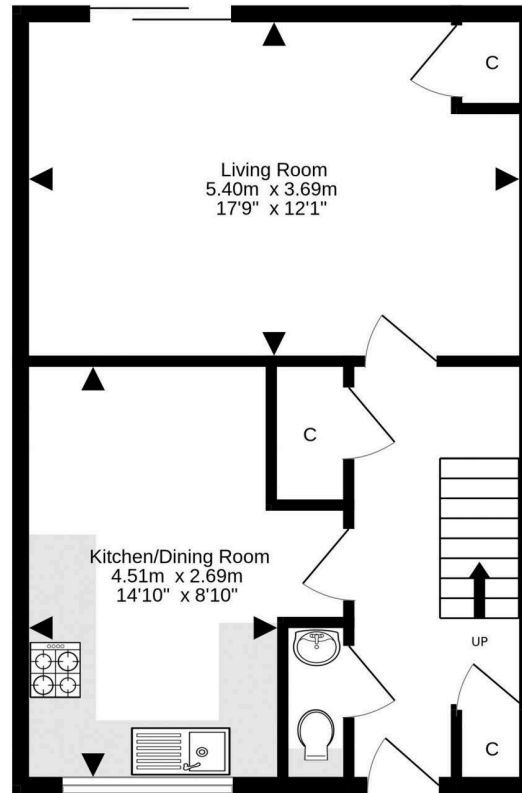 C
Living Room
5.40m x 3.69m
17'9" x 12'1"
C
Kitchen/Dining Room
4.51m x 2.69m
14'10" x 8'10"
UP
C